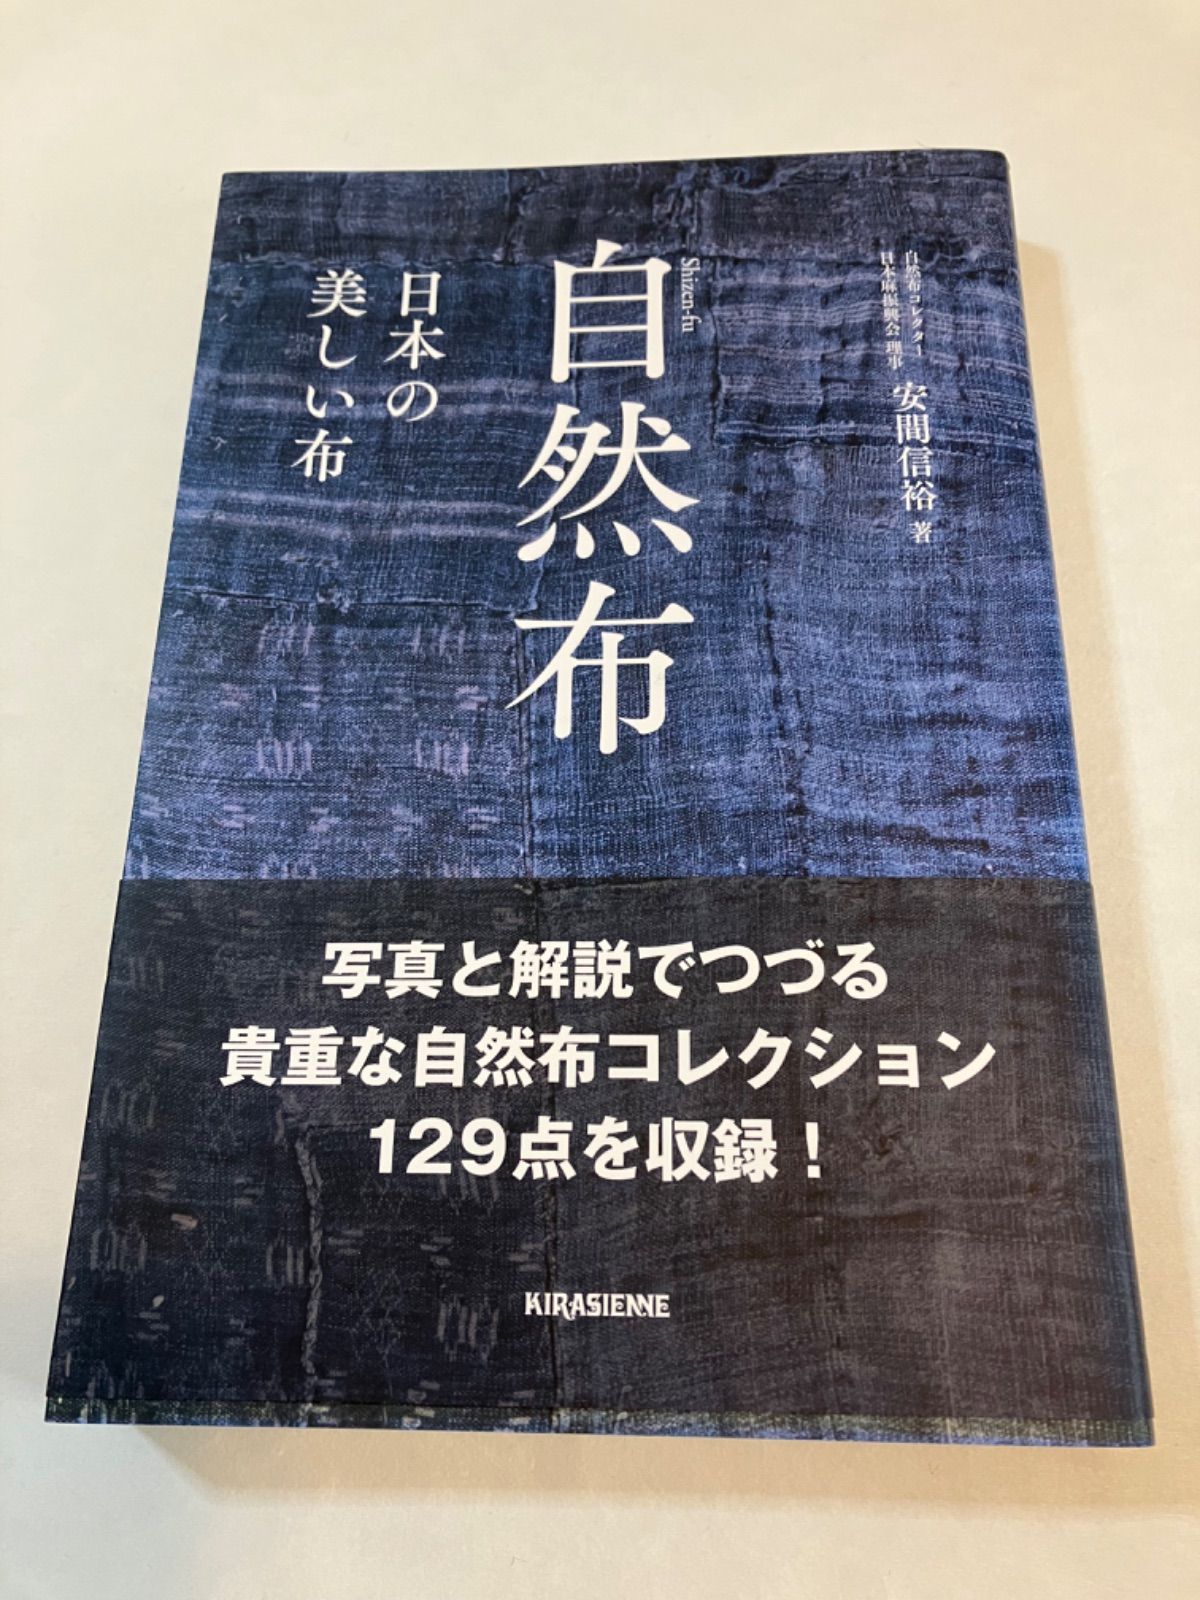 自然布コレクター
日本麻振興会 理事
安間信裕 著
Shizen-fu
自然布
日本の
美しい布
写真と解説でつづる
貴重な自然布コレクション
129点を収録！
KIRASIENNE